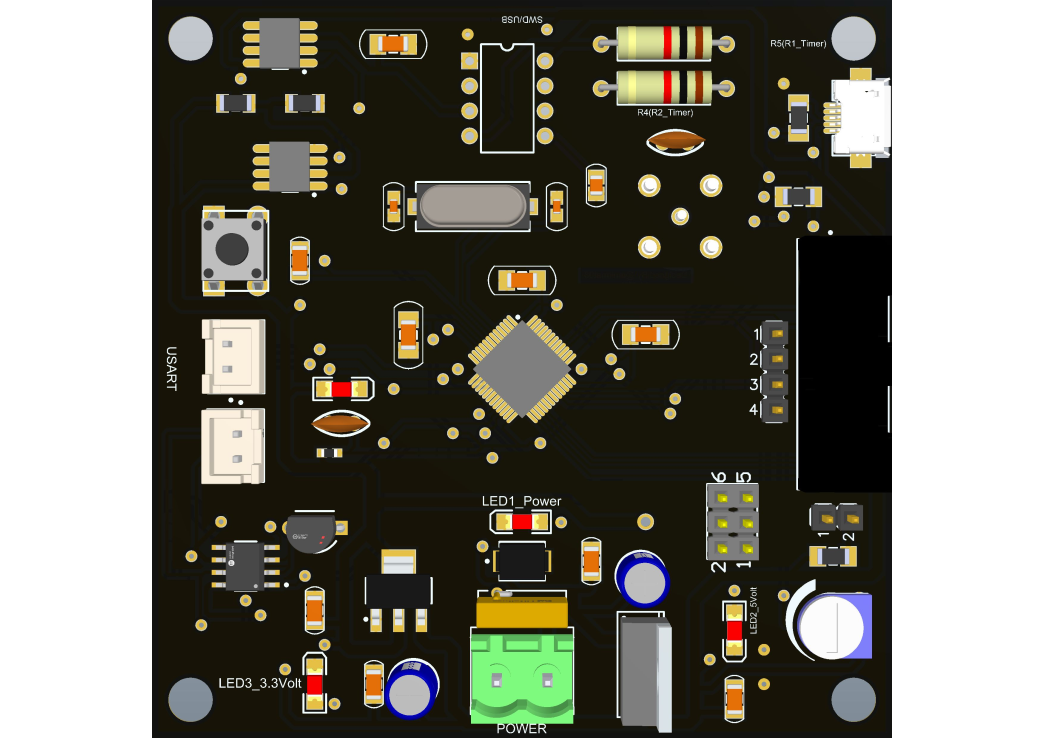 SWD/USB
R5(R1_Timer)
R4(R2_Timer)
1
2
3
4
USART
6 5
LED1_Power
2 1
1 2
LED2_5Volt
LED3_3.3Volt
POWER